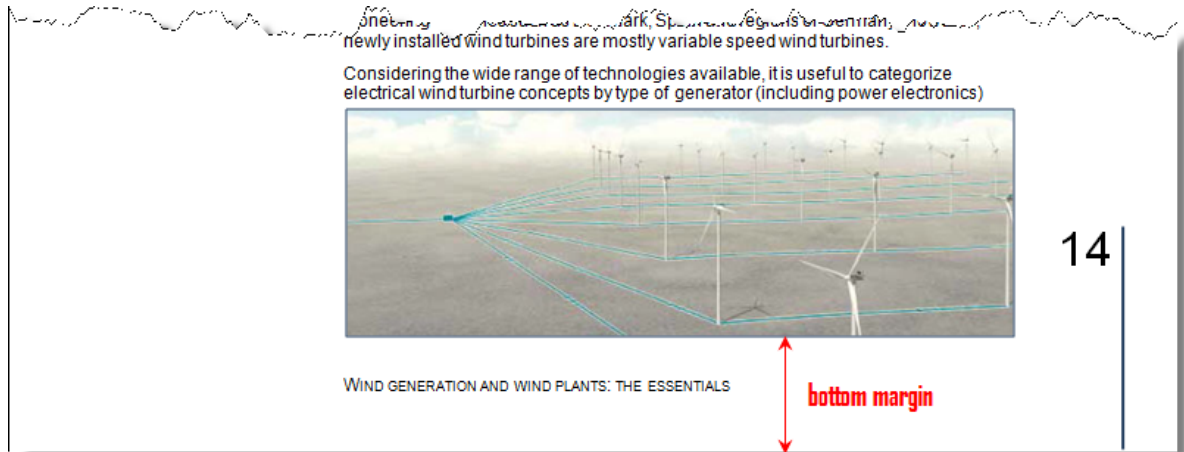 ark, Sp
newly installed wind turbines are mostly variable speed wind turbines.
Considering the wide range of technologies available, it is useful to categorize
electrical wind turbine concepts by type of generator (including power electronics)
14
WIND GENERATION AND WIND PLANTS: THE ESSENTIALS
bottom margin